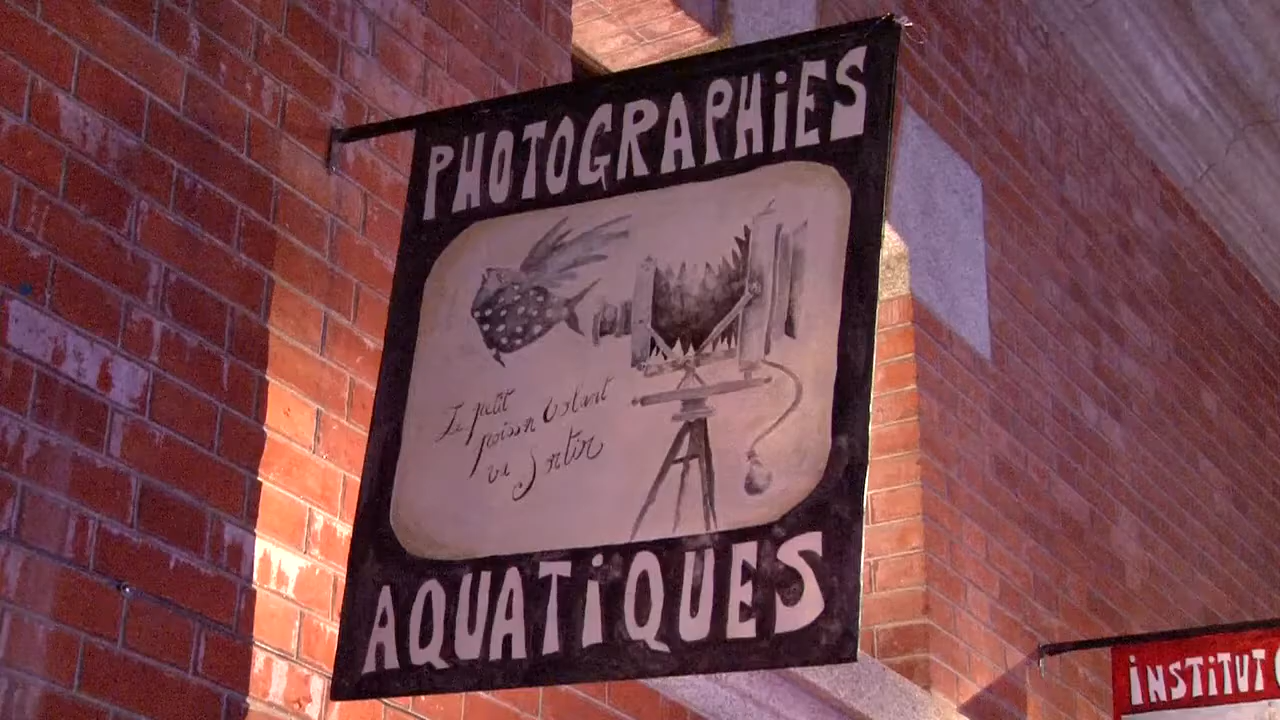 PHOTOGRAPHiES
Le petit
poisson volant
va sortir
AQUATiQUES
iNSTiTUT